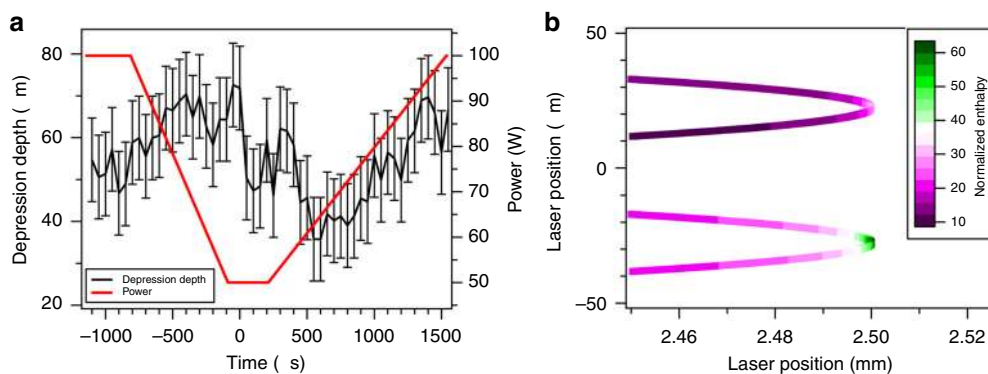 a
80
60
40
20
Depression depth ( m)
100
90
80
70
60
50
Power (W)
Depression depth
Power
−1000
−500
0
500
1000
1500
Time ( s)
b
50
0
−50
Laser position ( m)
60
50
40
30
20
10
Normalized enthalpy
2.46
2.48
2.50
2.52
Laser position (mm)